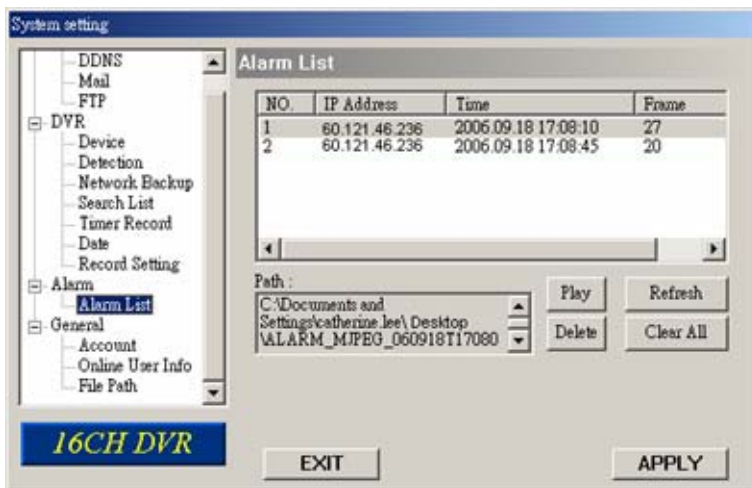 System setting
DDNS
Mail
FTP
DVR
Device
Detection
Network Backup
Search List
Timer Record
Date
Record Setting
Alarm
Alarm List
General
Account
Online User Info
File Path
16CH DVR
Alarm List
NO. IP Address Time Frame
1 60.121.46.236 2006.09.18 17:08:10 27
2 60.121.46.236 2006.09.18 17:08:45 20
Path :
C:\Documents and
Settings\catherine.lee\ Desktop
\ALARM_MJPEG_060918T17080
Play
Refresh
Delete
Clear All
EXIT
APPLY